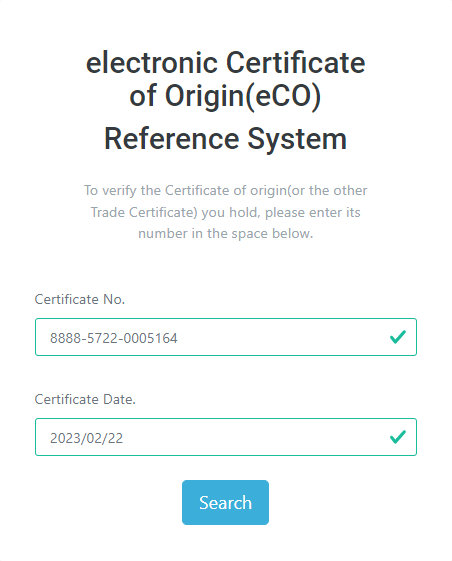 electronic Certificate
of Origin(eCO)
Reference System
To verify the Certificate of origin(or the other
Trade Certificate) you hold, please enter its
number in the space below.
Certificate No.
8888-5722-0005164
Certificate Date.
2023/02/22
Search